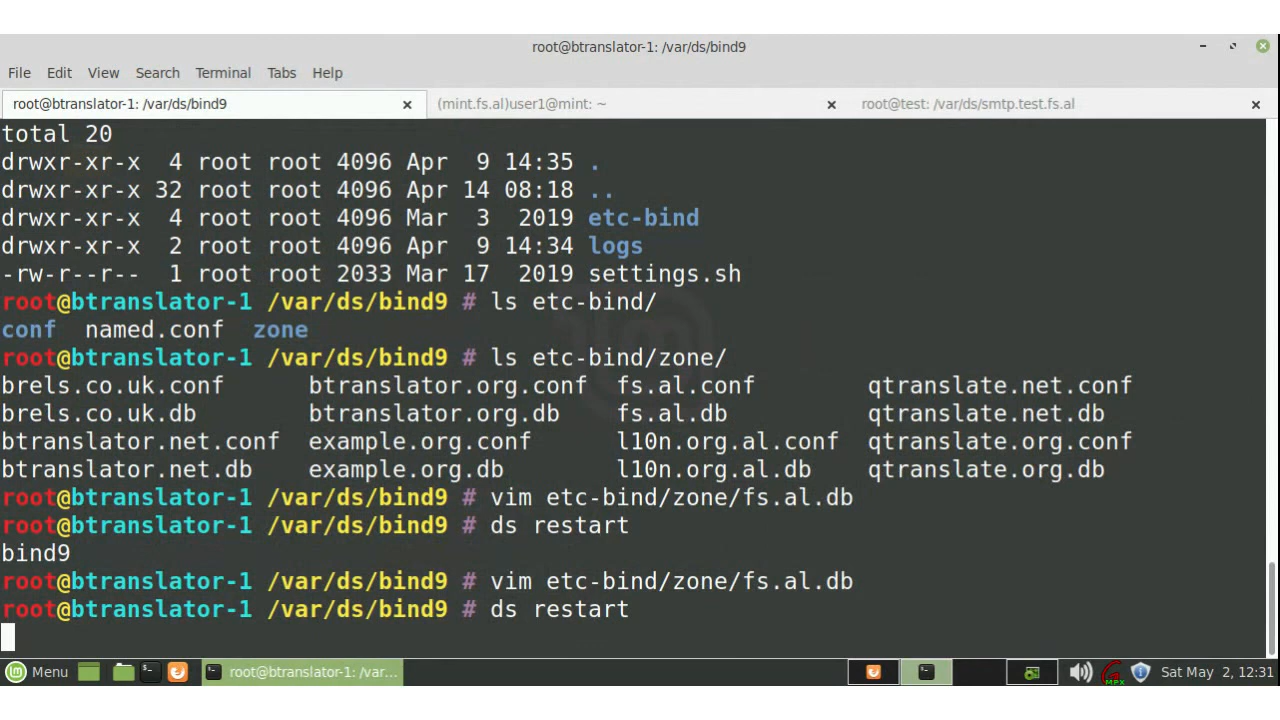 root@btranslator-1: /var/ds/bind9
File Edit View Search Terminal Tabs Help
root@btranslator-1: /var/ds/bind9 (mint.fs.al)user1@mint: ~ root@test: /var/ds/smtp.test.fs.al
total 20
drwxr-xr-x  4 root root 4096 Apr  9 14:35 .
drwxr-xr-x 32 root root 4096 Apr 14 08:18 ..
drwxr-xr-x  4 root root 4096 Mar  3  2019 etc-bind
drwxr-xr-x  2 root root 4096 Apr  9 14:34 logs
-rw-r--r--  1 root root 2033 Mar 17  2019 settings.sh
root@btranslator-1 /var/ds/bind9 # ls etc-bind/
conf  named.conf  zone
root@btranslator-1 /var/ds/bind9 # ls etc-bind/zone/
brels.co.uk.conf      btranslator.org.conf  fs.al.conf        qtranslate.net.conf
brels.co.uk.db        btranslator.org.db    fs.al.db          qtranslate.net.db
btranslator.net.conf  example.org.conf      l10n.org.al.conf  qtranslate.org.conf
btranslator.net.db    example.org.db        l10n.org.al.db    qtranslate.org.db
root@btranslator-1 /var/ds/bind9 # vim etc-bind/zone/fs.al.db
root@btranslator-1 /var/ds/bind9 # ds restart
bind9
root@btranslator-1 /var/ds/bind9 # vim etc-bind/zone/fs.al.db
root@btranslator-1 /var/ds/bind9 # ds restart
Menu root@btranslator-1: /var... MPX Sat May 2, 12:31